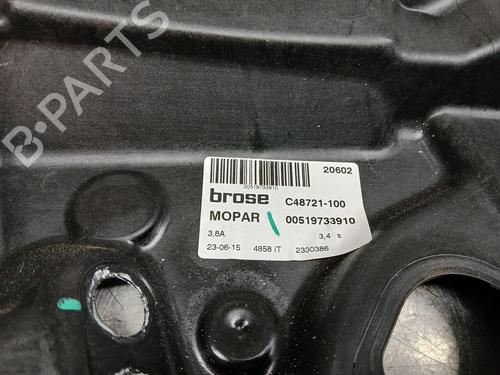 B-PARTS
20602
00519733910
brose C48721-100
MOPAR 00519733910
3,8A 3,4 s
23-06-15 4858 IT 2330386